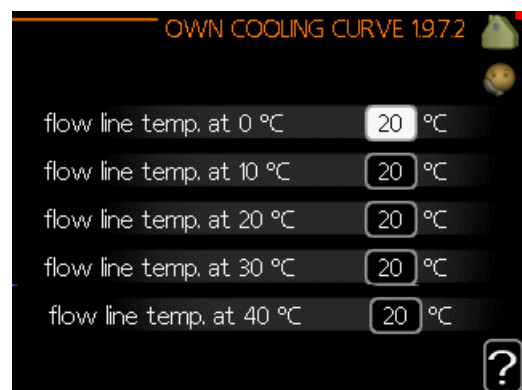 OWN COOLING CURVE 1.9.7.2
flow line temp. at 0 °C 20 °C
flow line temp. at 10 °C 20 °C
flow line temp. at 20 °C 20 °C
flow line temp. at 30 °C 20 °C
flow line temp. at 40 °C 20 °C
?